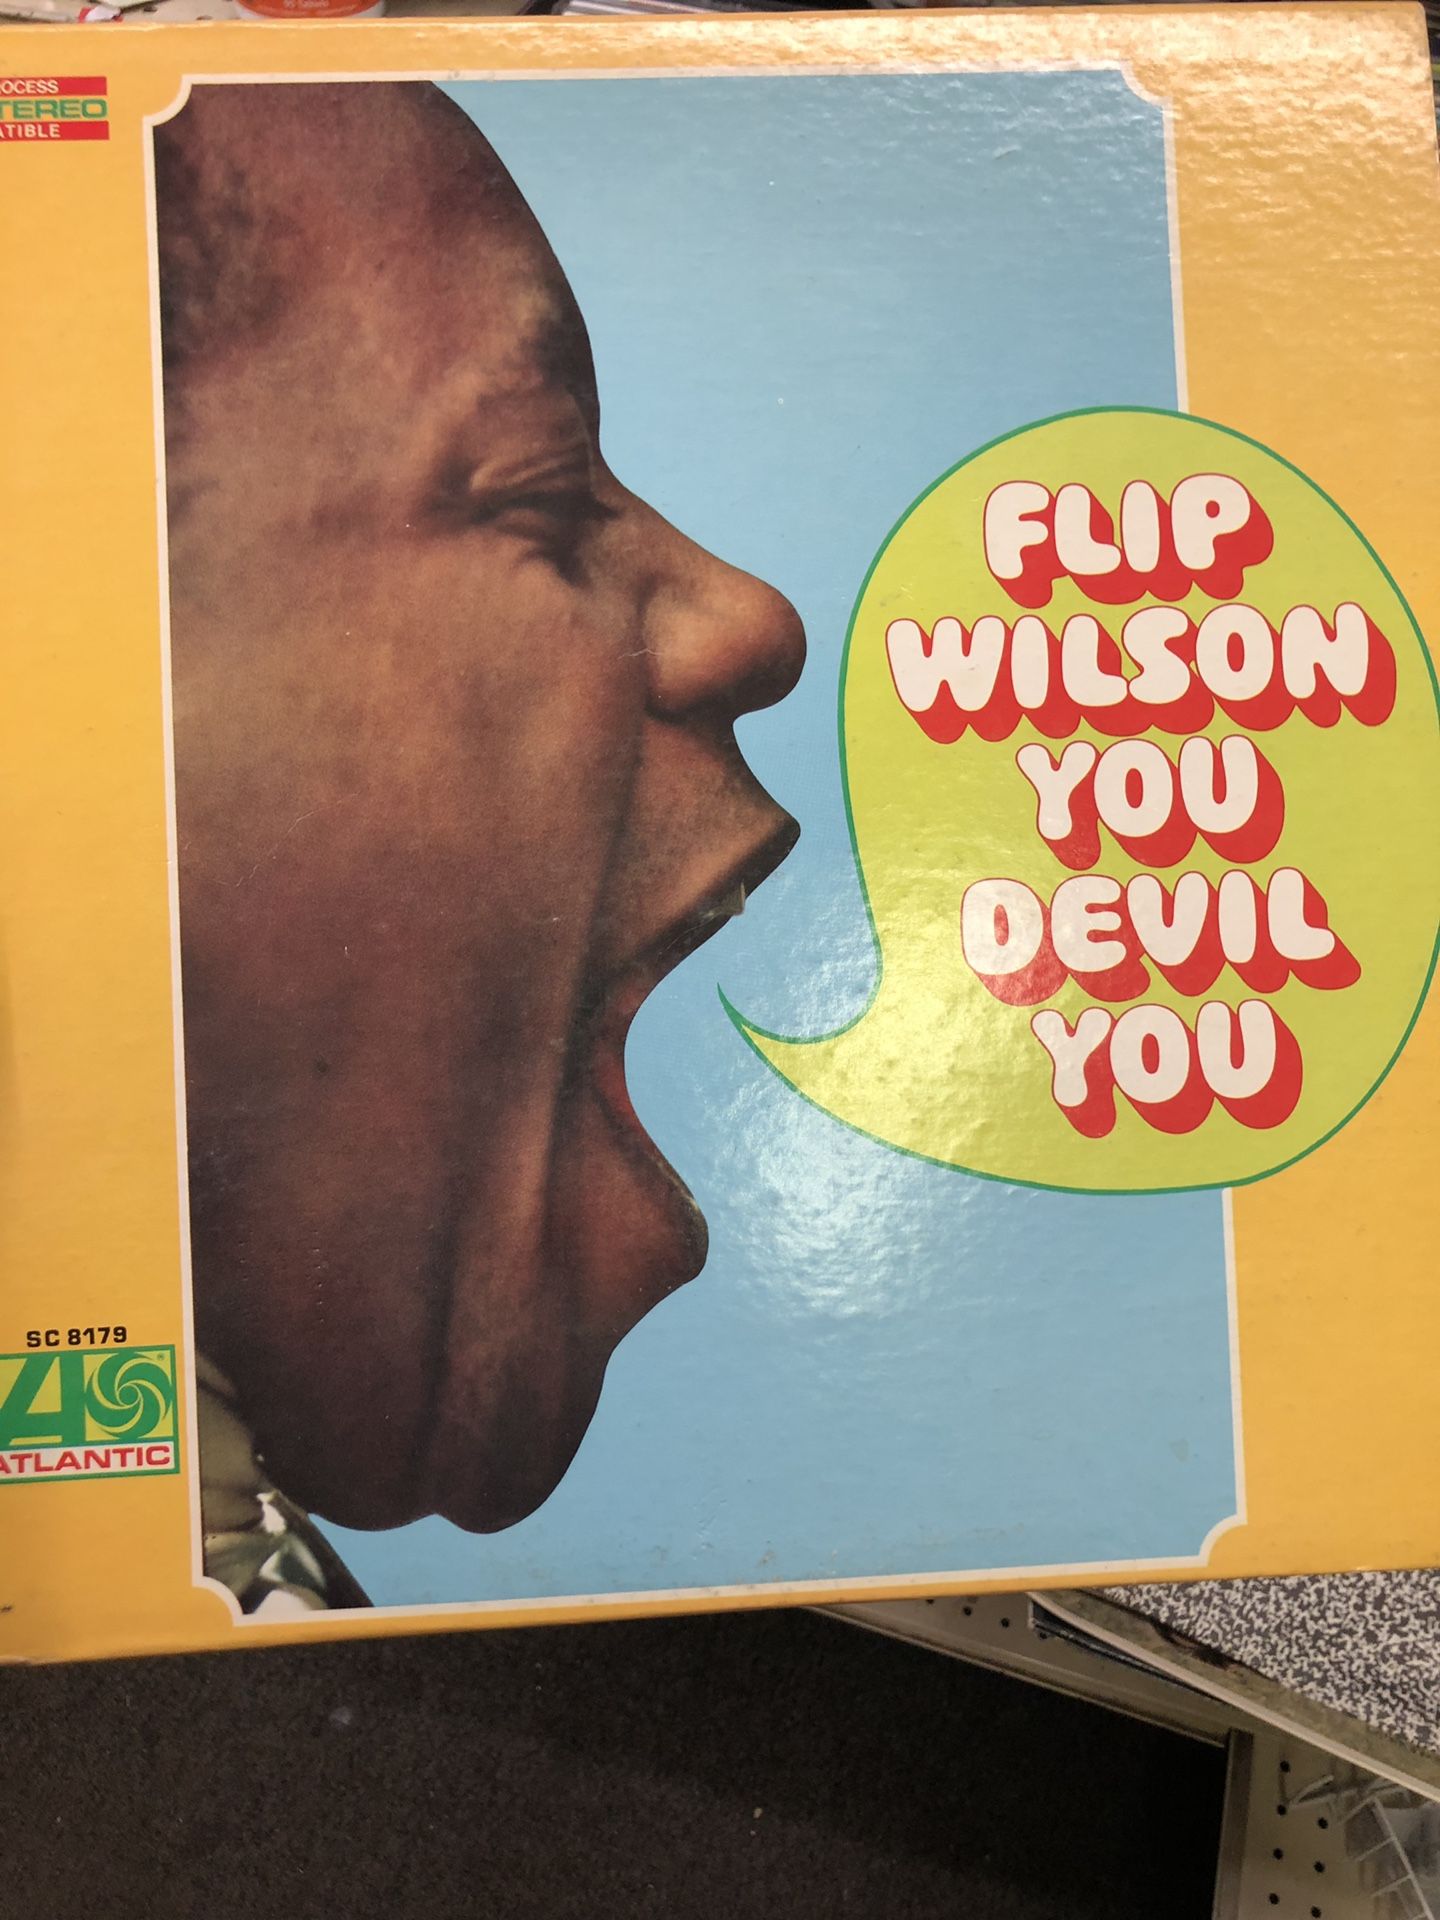 STEREO
FLIP
WILSON
YOU
DEVIL
YOU
SC 8179
ATLANTIC